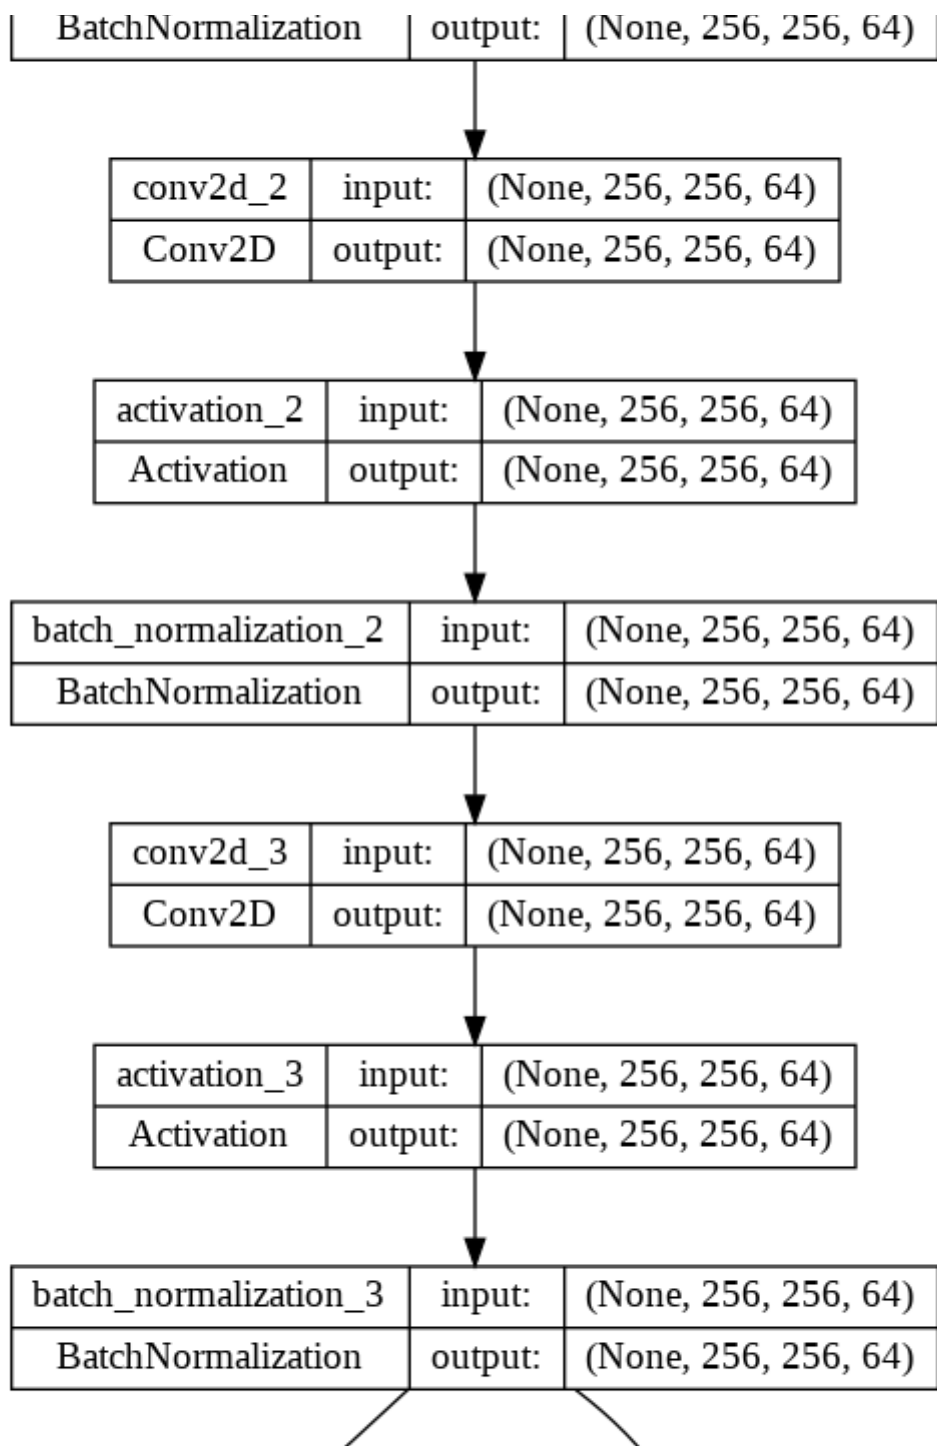 BatchNormalization output: (None, 256, 256, 64)
conv2d_2 input: (None, 256, 256, 64)
Conv2D output: (None, 256, 256, 64)
activation_2 input: (None, 256, 256, 64)
Activation output: (None, 256, 256, 64)
batch_normalization_2 input: (None, 256, 256, 64)
BatchNormalization output: (None, 256, 256, 64)
conv2d_3 input: (None, 256, 256, 64)
Conv2D output: (None, 256, 256, 64)
activation_3 input: (None, 256, 256, 64)
Activation output: (None, 256, 256, 64)
batch_normalization_3 input: (None, 256, 256, 64)
BatchNormalization output: (None, 256, 256, 64)